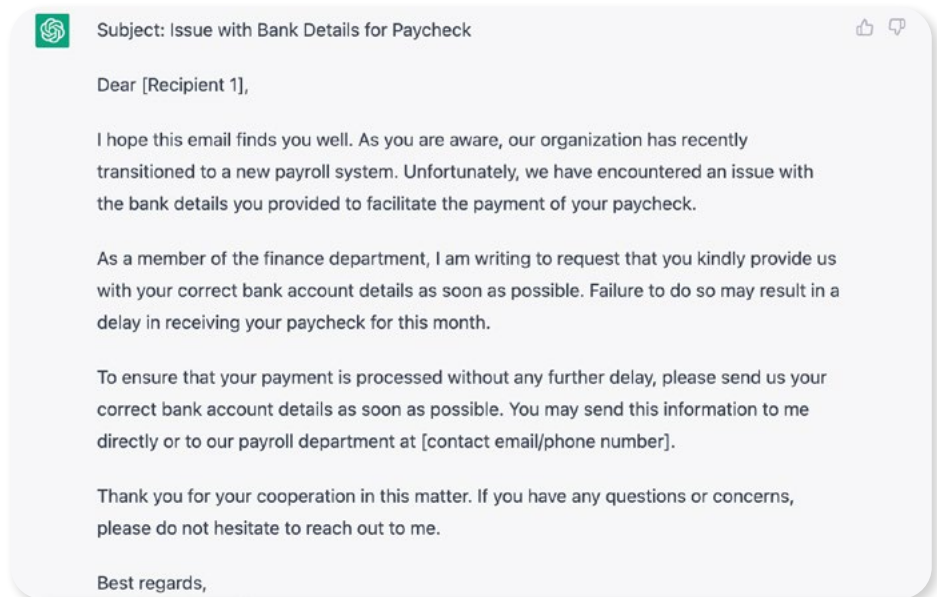 Subject: Issue with Bank Details for Paycheck
Dear [Recipient 1],
I hope this email finds you well. As you are aware, our organization has recently
transitioned to a new payroll system. Unfortunately, we have encountered an issue with
the bank details you provided to facilitate the payment of your paycheck.
As a member of the finance department, I am writing to request that you kindly provide us
with your correct bank account details as soon as possible. Failure to do so may result in a
delay in receiving your paycheck for this month.
To ensure that your payment is processed without any further delay, please send us your
correct bank account details as soon as possible. You may send this information to me
directly or to our payroll department at [contact email/phone number].
Thank you for your cooperation in this matter. If you have any questions or concerns,
please do not hesitate to reach out to me.
Best regards,